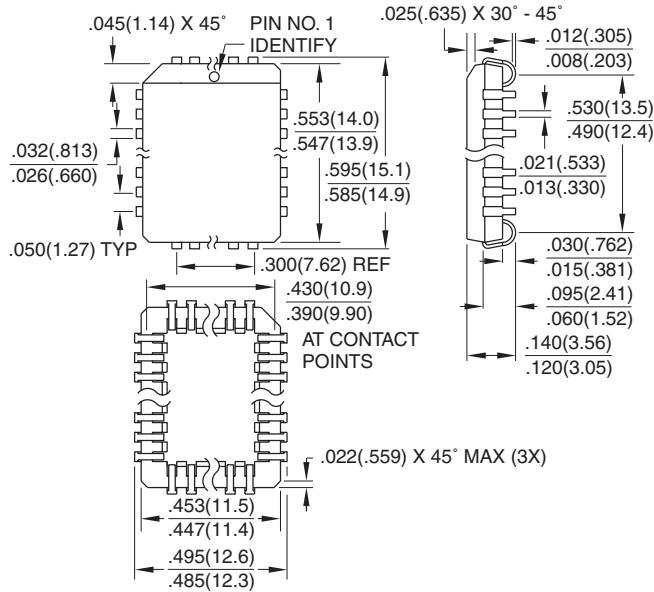 .045(1.14) X 45°
PIN NO. 1
IDENTIFY
.025(.635) X 30° - 45°
.012(.305)
.008(.203)
.553(14.0)
.547(13.9)
.530(13.5)
.490(12.4)
.032(.813)
.026(.660)
.595(15.1)
.585(14.9)
.021(.533)
.013(.330)
.050(1.27) TYP
.300(7.62) REF
.030(.762)
.015(.381)
.430(10.9)
.390(9.90)
AT CONTACT
POINTS
.095(2.41)
.060(1.52)
.140(3.56)
.120(3.05)
.022(.559) X 45° MAX (3X)
.453(11.5)
.447(11.4)
.495(12.6)
.485(12.3)